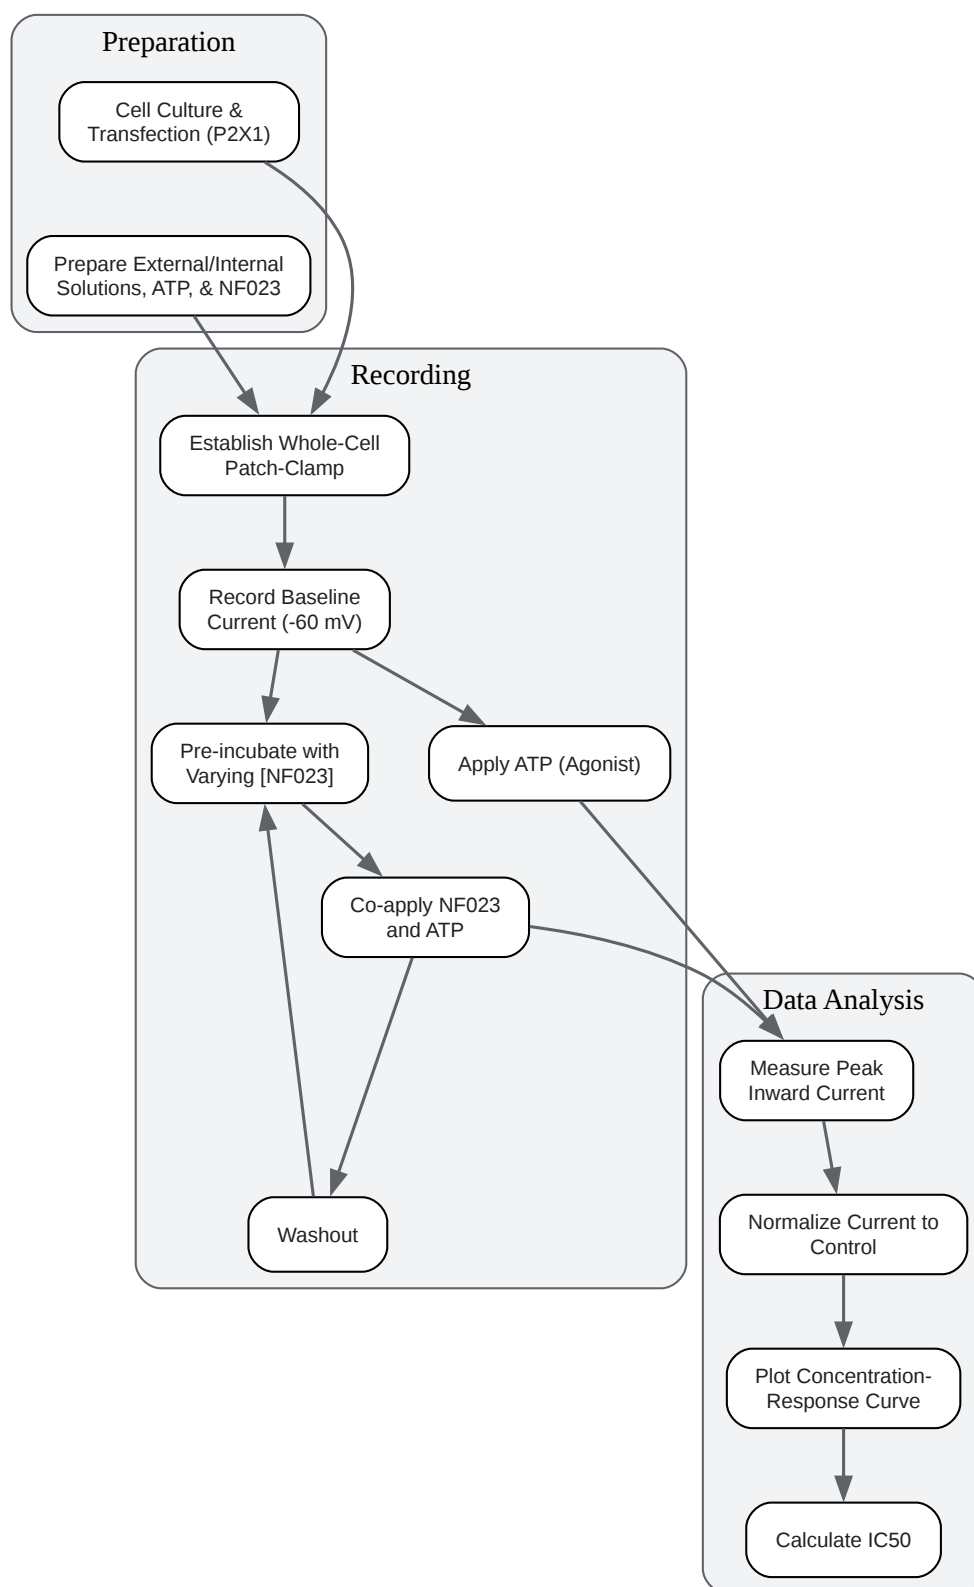 Preparation
Cell Culture &
Transfection (P2X1)
Prepare External/Internal
Solutions, ATP, & NF023
Recording
Establish Whole-Cell
Patch-Clamp
Record Baseline
Current (-60 mV)
Pre-incubate with
Varying [NF023]
Apply ATP (Agonist)
Co-apply NF023
and ATP
Washout
Data Analysis
Measure Peak
Inward Current
Normalize Current to
Control
Plot Concentration-
Response Curve
Calculate IC50